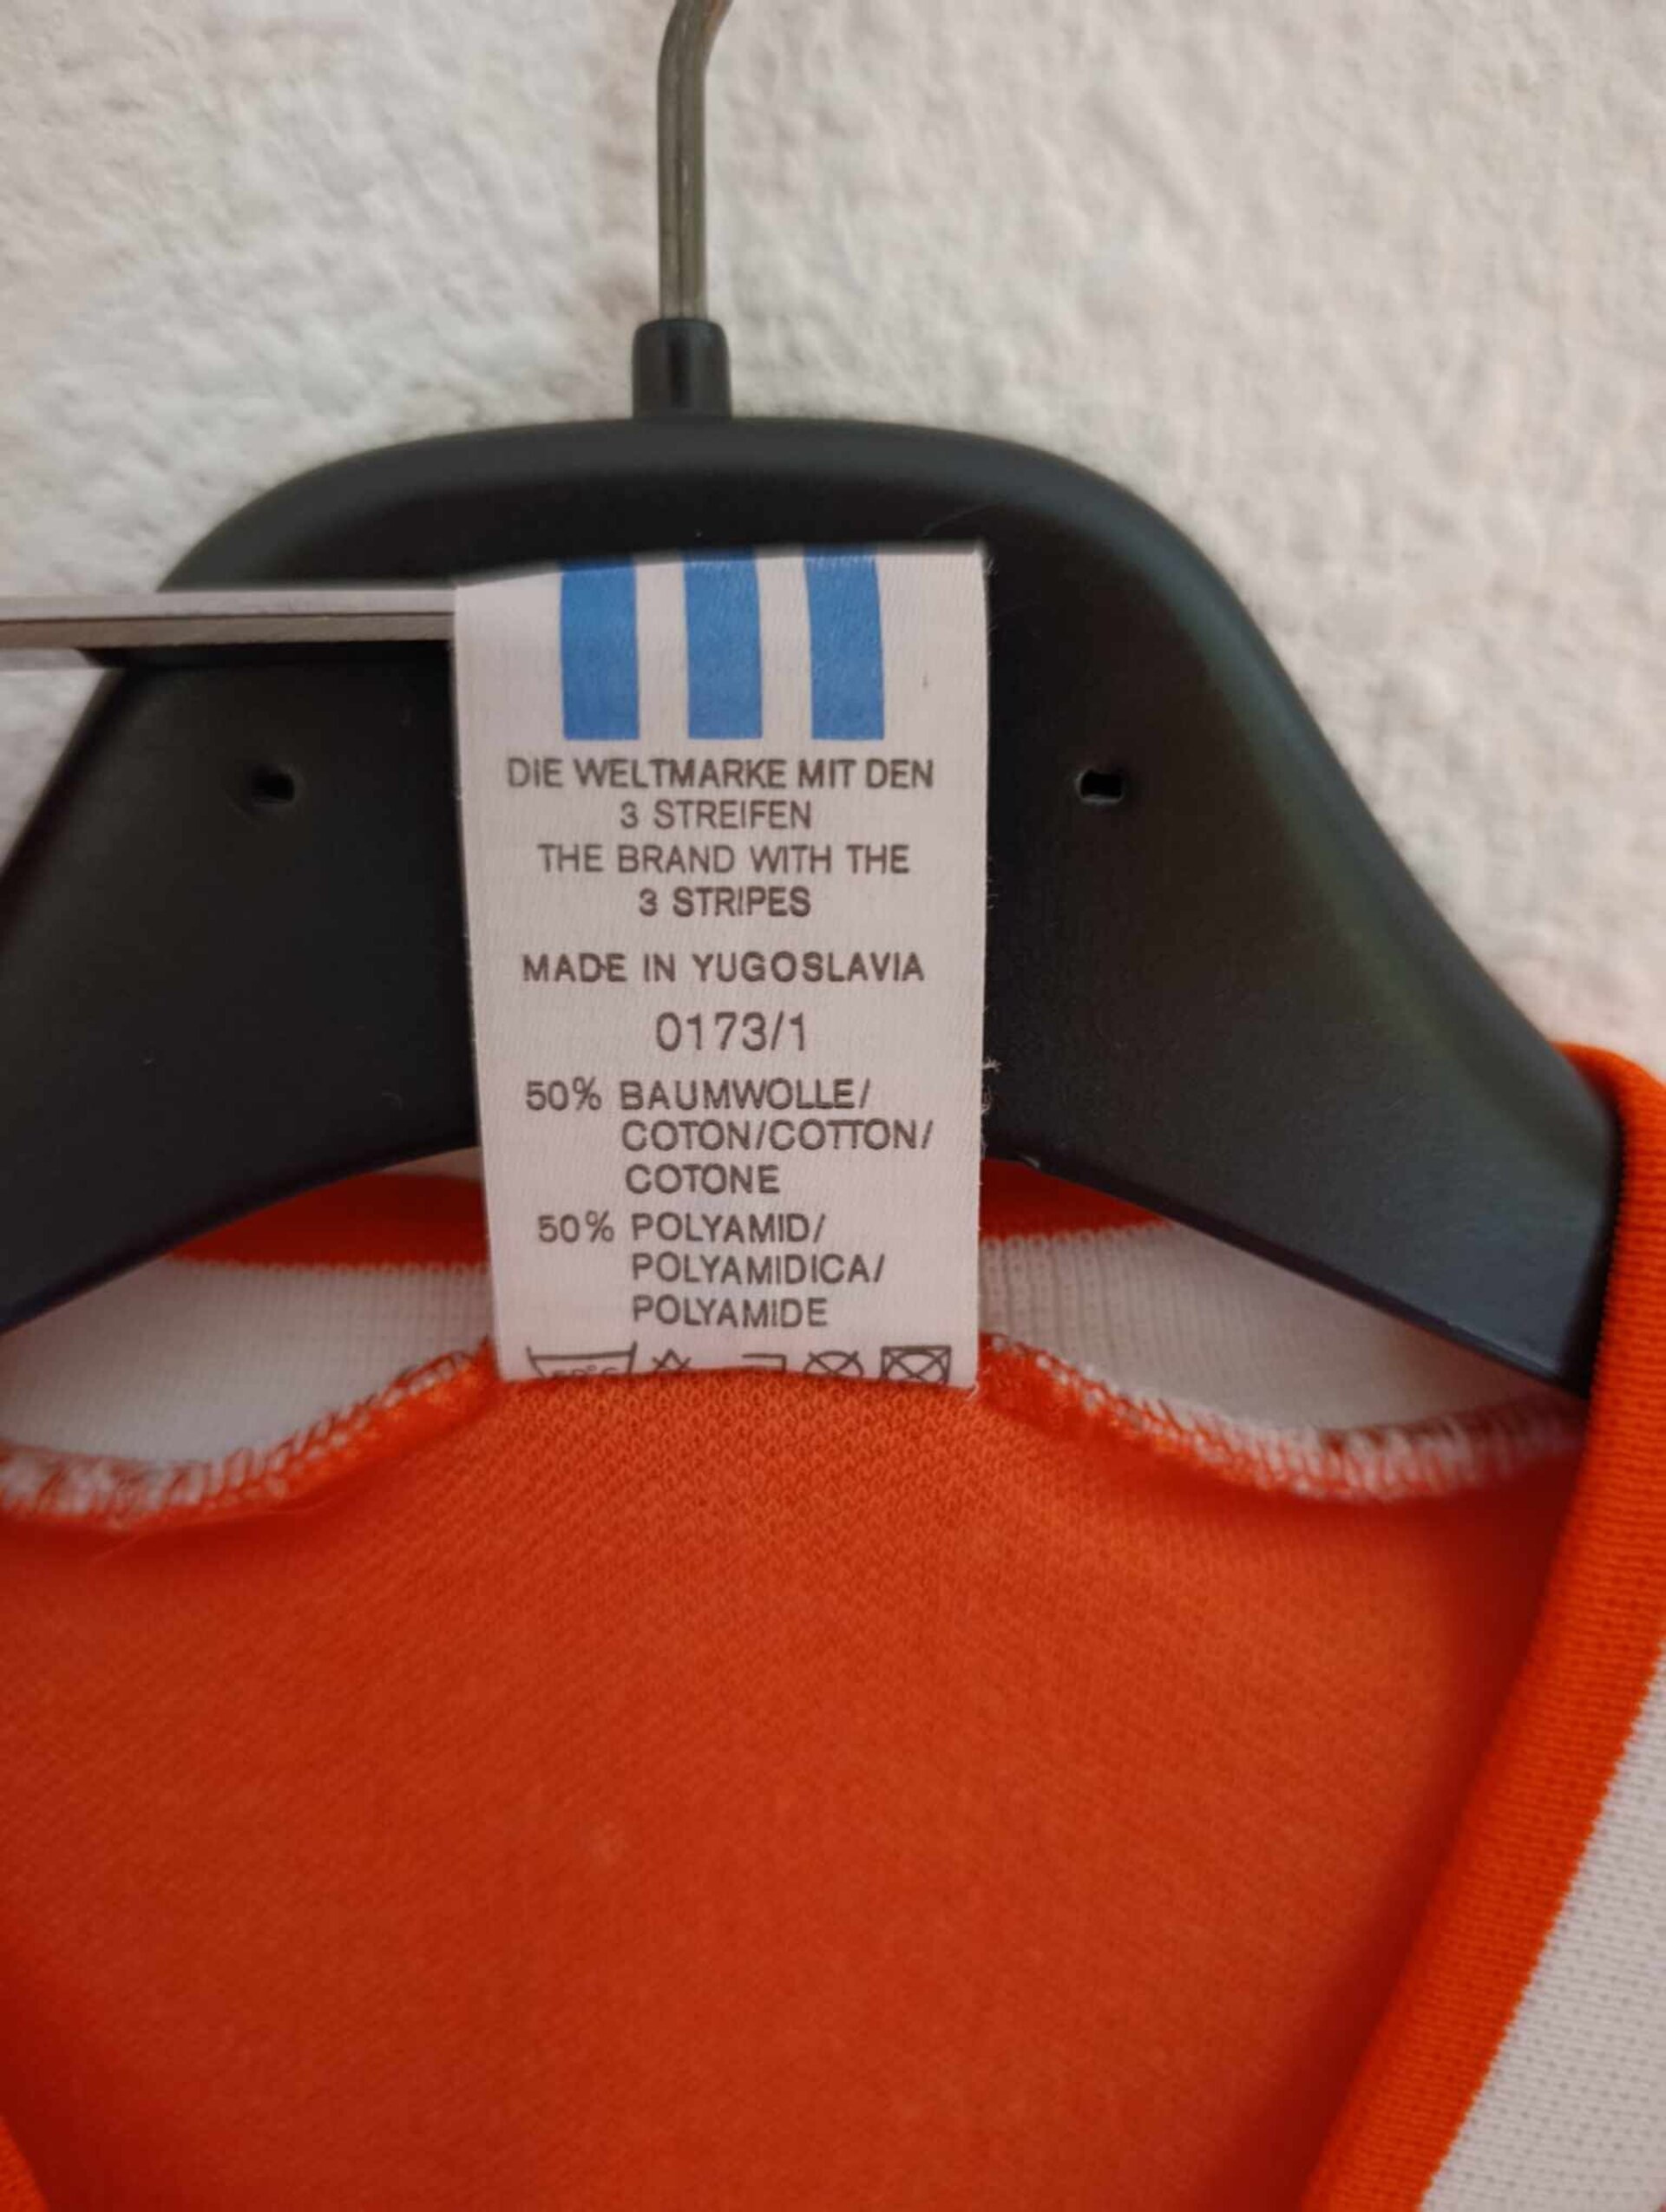 DIE WELTMARKE MIT DEN
3 STREIFEN
THE BRAND WITH THE
3 STRIPES
MADE IN YUGOSLAVIA
0173/1
50% BAUMWOLLE/
COTON/COTTON/
COTONE
50% POLYAMID/
POLYAMIDICA/
POLYAMIDE